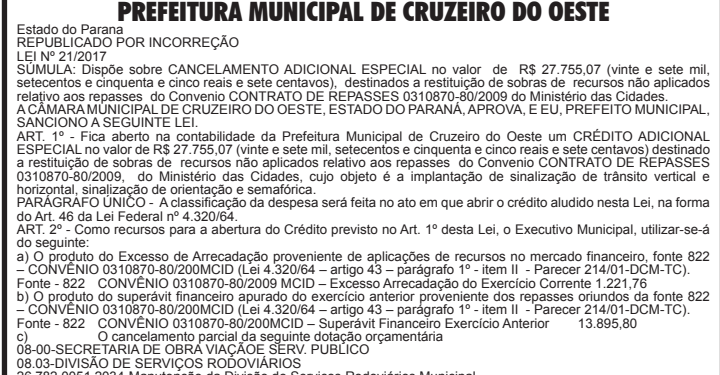 PREFEITURA MUNICIPAL DE CRUZEIRO DO OESTE
Estado do Parana
REPUBLICADO POR INCORREÇÃO
LEI Nº 21/2017
SÚMULA: Dispõe sobre CANCELAMENTO ADICIONAL ESPECIAL no valor de R$ 27.755,07 (vinte e sete mil,
setecentos e cinquenta e cinco reais e sete centavos), destinados a restituição de sobras de recursos não aplicados
relativo aos repasses do Convenio CONTRATO DE REPASSES 0310870-80/2009 do Ministério das Cidades.
A CÂMARA MUNICIPAL DE CRUZEIRO DO OESTE, ESTADO DO PARANÁ, APROVA, E EU, PREFEITO MUNICIPAL,
SANCIONO A SEGUINTE LEI.
ART. 1º - Fica aberto na contabilidade da Prefeitura Municipal de Cruzeiro do Oeste um CRÉDITO ADICIONAL
ESPECIAL no valor de R$ 27.755,07 (vinte e sete mil, setecentos e cinquenta e cinco reais e sete centavos) destinado
a restituição de sobras de recursos não aplicados relativo aos repasses do Convenio CONTRATO DE REPASSES
0310870-80/2009, do Ministério das Cidades, cujo objeto é a implantação de sinalização de trânsito vertical e
horizontal, sinalização de orientação e semafórica.
PARÁGRAFO ÚNICO - A classificação da despesa será feita no ato em que abrir o crédito aludido nesta Lei, na forma
do Art. 46 da Lei Federal nº 4.320/64.
ART. 2º - Como recursos para a abertura do Crédito previsto no Art. 1º desta Lei, o Executivo Municipal, utilizar-se-á
do seguinte:
a) O produto do Excesso de Arrecadação proveniente de aplicações de recursos no mercado financeiro, fonte 822
– CONVÊNIO 0310870-80/200MCID (Lei 4.320/64 – artigo 43 – parágrafo 1º - item II - Parecer 214/01-DCM-TC).
Fonte - 822 CONVÊNIO 0310870-80/2009 MCID – Excesso Arrecadação do Exercício Corrente 1.221,76
b) O produto do superávit financeiro apurado do exercício anterior proveniente dos repasses oriundos da fonte 822
– CONVÊNIO 0310870-80/200MCID (Lei 4.320/64 – artigo 43 – parágrafo 1º - item II - Parecer 214/01-DCM-TC).
Fonte - 822 CONVÊNIO 0310870-80/200MCID – Superávit Financeiro Exercício Anterior 13.895,80
c) O cancelamento parcial da seguinte dotação orçamentária
08-00-SECRETARIA DE OBRA VIAÇÃOE SERV. PUBLICO
08.03-DIVISÃO DE SERVIÇOS RODOVIÁRIOS